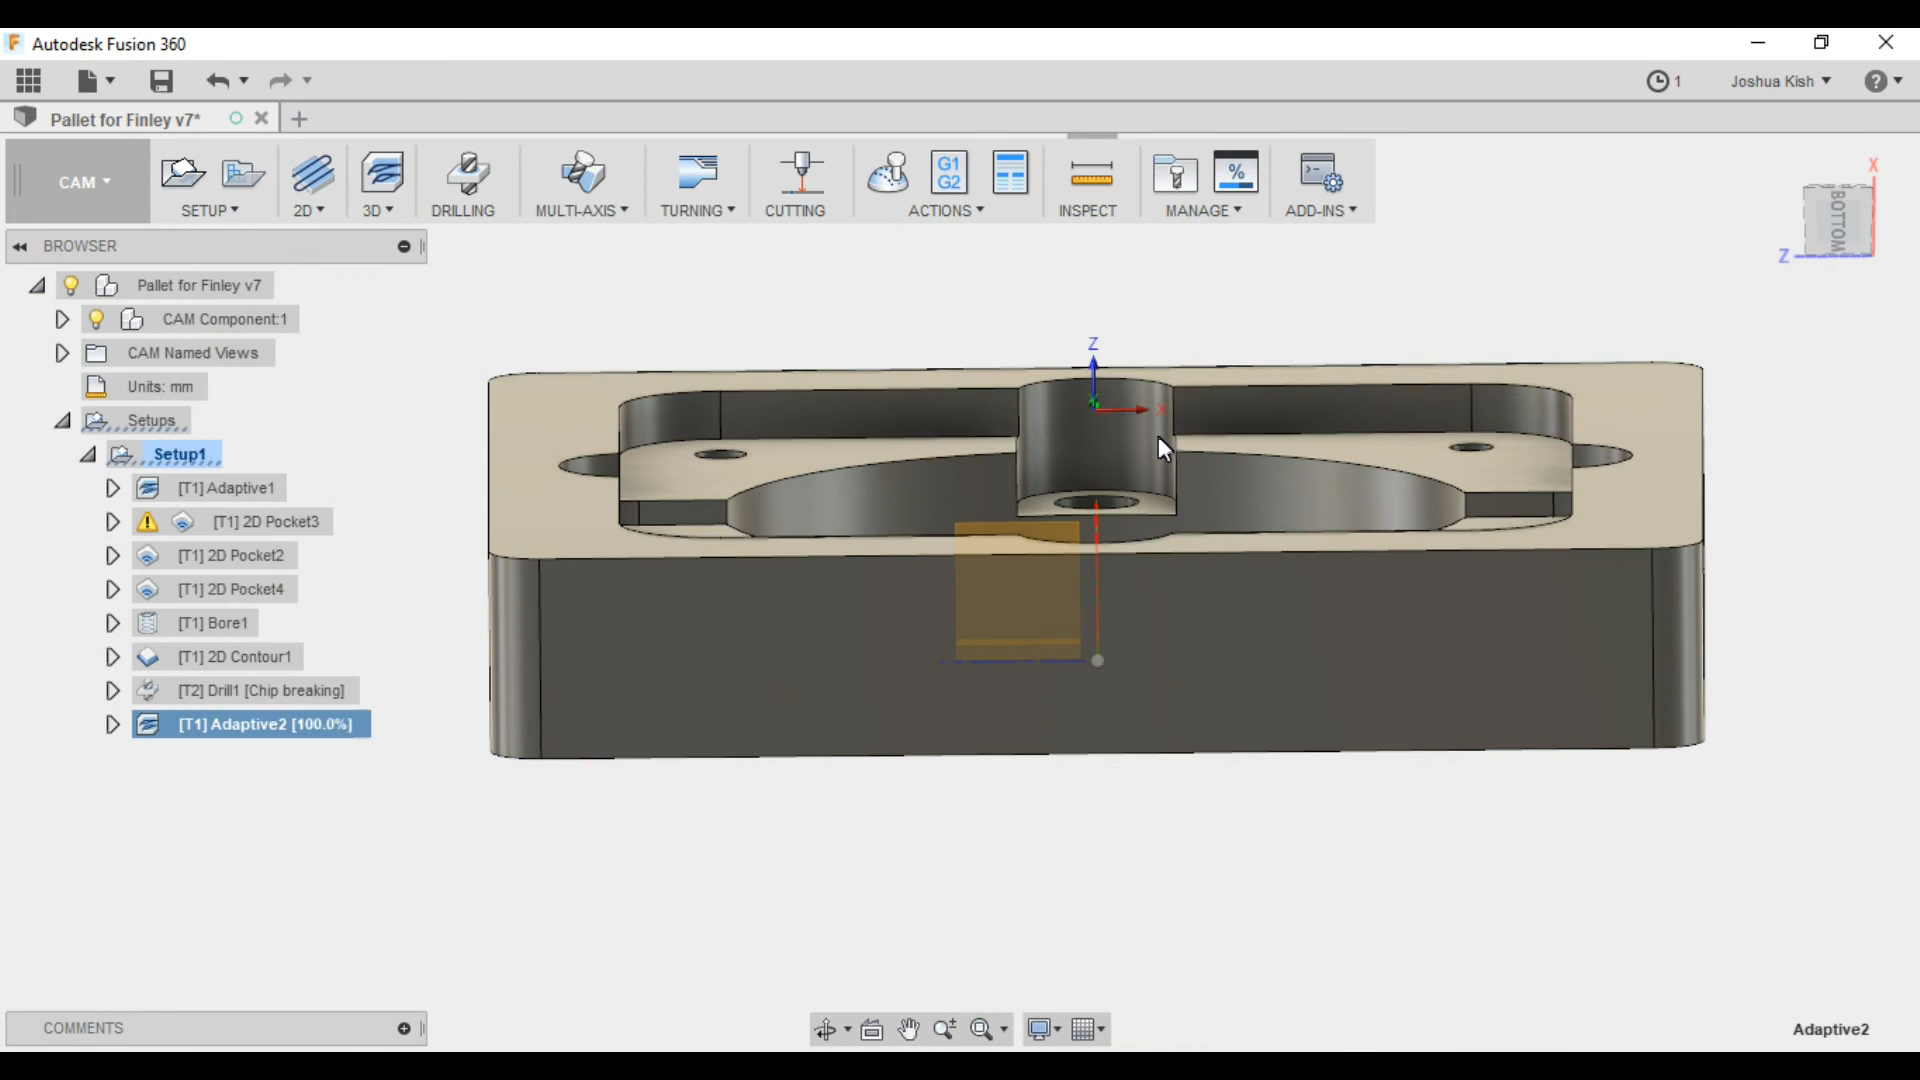 Autodesk Fusion 360
1 Joshua Kish ?
Pallet for Finley v7*
CAM
G1
G2
%
SETUP 2D 3D DRILLING MULTI-AXIS TURNING CUTTING ACTIONS INSPECT MANAGE ADD-INS
X
BOTTOM
Z
BROWSER
Pallet for Finley v7
CAM Component:1
CAM Named Views
Units: mm
Setups
Setup1
[T1] Adaptive1
[T1] 2D Pocket3
[T1] 2D Pocket2
[T1] 2D Pocket4
[T1] Bore1
[T1] 2D Contour1
[T2] Drill1 [Chip breaking]
[T1] Adaptive2 [100.0%]
Z
X
COMMENTS
Adaptive2